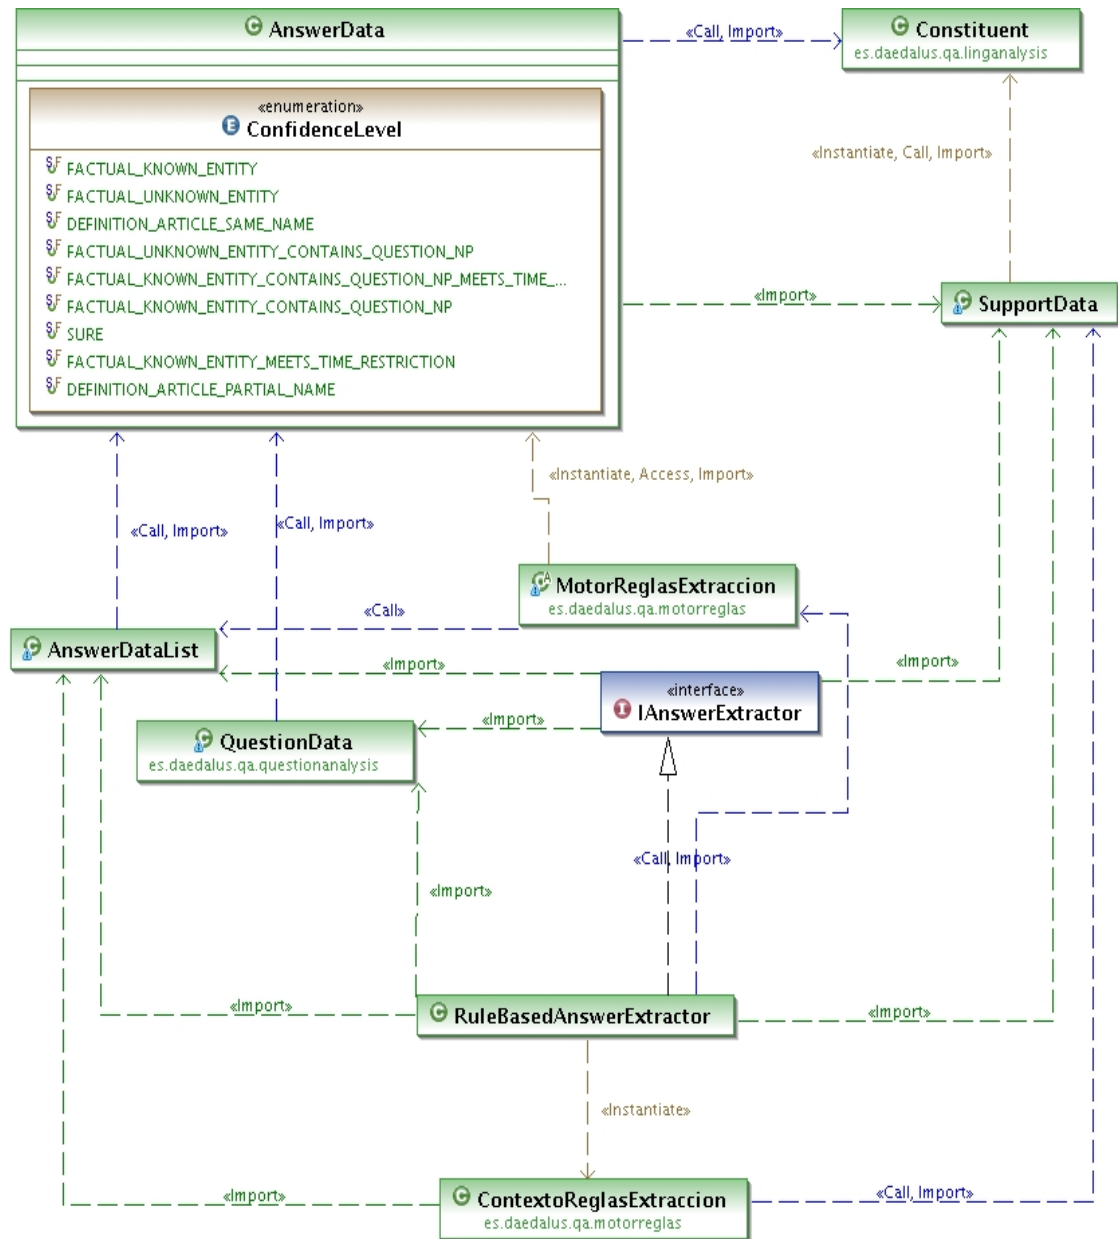 AnswerData
«Call, Import»
Constituent
es.daedalus.qa.linganalysis
«enumeration»
ConfidenceLevel
FACTUAL_KNOWN_ENTITY
FACTUAL_UNKNOWN_ENTITY
DEFINITION_ARTICLE_SAME_NAME
FACTUAL_UNKNOWN_ENTITY_CONTAINS_QUESTION_NP
FACTUAL_KNOWN_ENTITY_CONTAINS_QUESTION_NP_MEETS_TIME_...
FACTUAL_KNOWN_ENTITY_CONTAINS_QUESTION_NP
SURE
FACTUAL_KNOWN_ENTITY_MEETS_TIME_RESTRICTION
DEFINITION_ARTICLE_PARTIAL_NAME
«Instantiate, Call, Import»
«Import»
SupportData
«Instantiate, Access, Import»
«Call, Import»
«Call, Import»
MotorReglasExtraccion
es.daedalus.qa.motorreglas
«Call»
AnswerDataList
«Import»
«Import»
«interface»
IAnswerExtractor
«Import»
QuestionData
es.daedalus.qa.questionanalysis
«Call, Import»
«Import»
«Import»
RuleBasedAnswerExtractor
«Import»
«Instantiate»
«Import»
ContextoReglasExtraccion
es.daedalus.qa.motorreglas
«Call, Import»